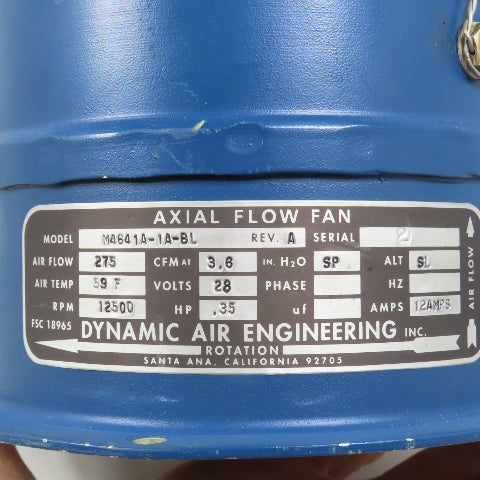 AXIAL FLOW FAN
MODEL M4641A-1A-BL REV. A SERIAL 2
AIR FLOW 275 CFM AT 3.6 IN. H2O SP ALT SL
AIR TEMP 59 F VOLTS 28 PHASE HZ
RPM 12500 HP .35 uf AMPS 12AMPS
FSC 18965 DYNAMIC AIR ENGINEERING INC.
ROTATION
SANTA ANA, CALIFORNIA 92705
AIR FLOW